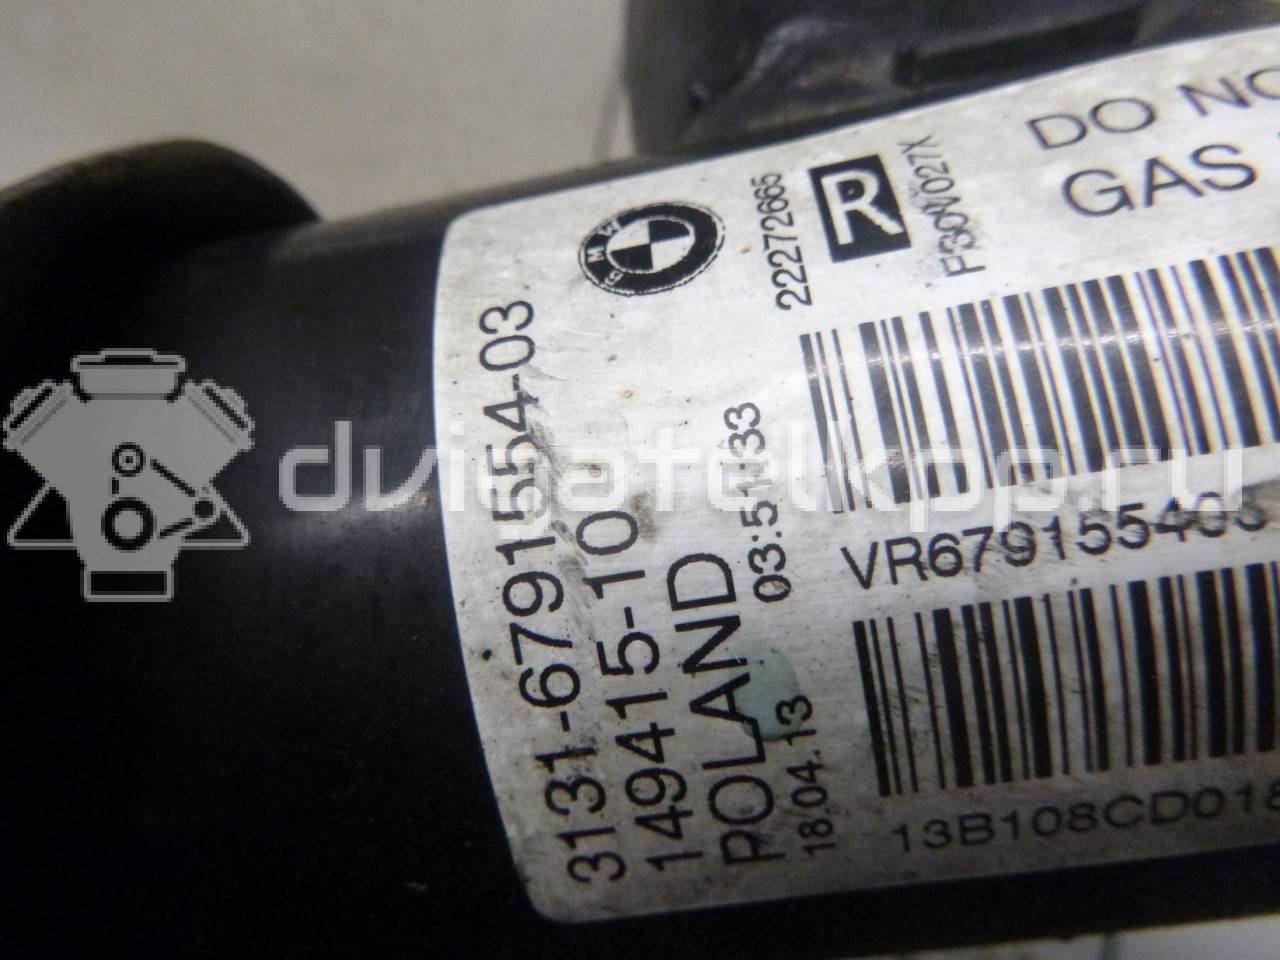 3131-6791554-03
149415-10
POLAND
18.04.13 03:51:33
BMW
22272665
R
DO NO
GAS
VR679155403
13B108CD018
dvigatelkpp.ru